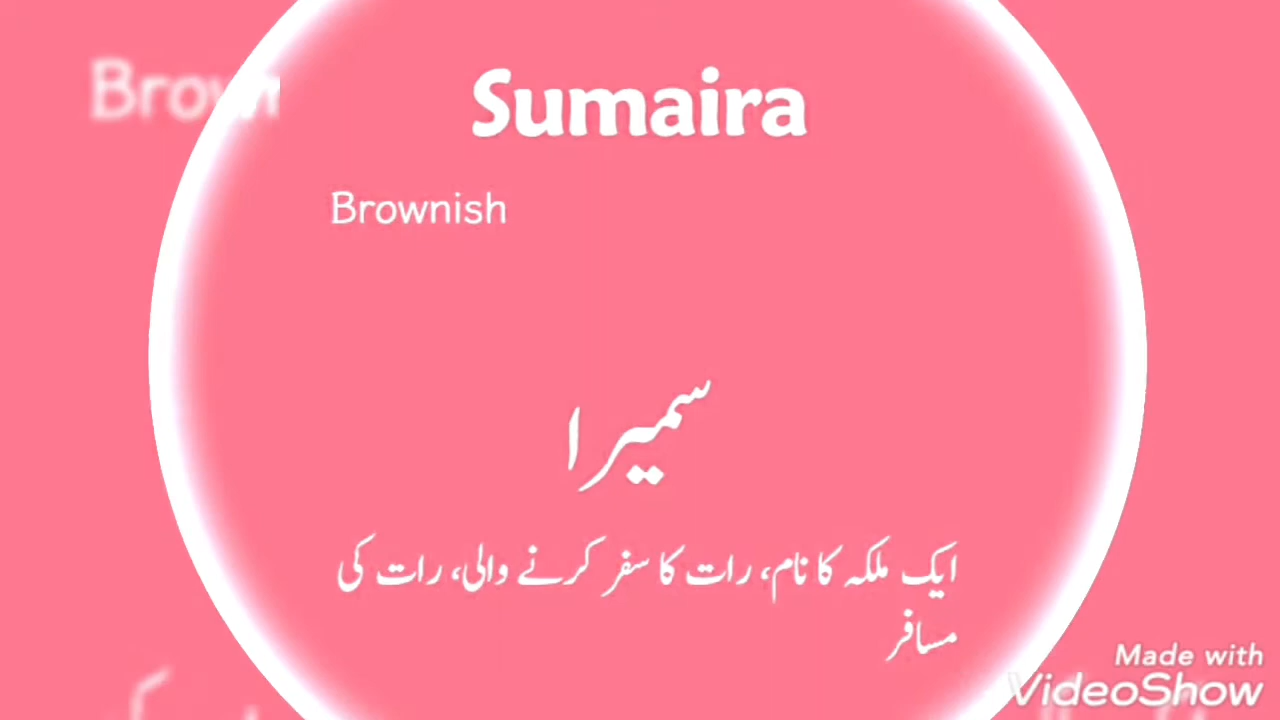 Sumaira
Brownish
سمیرا
ایک ملکہ کا نام، رات کا سفر کرنے والی، رات کی
مسافر
Made with
VideoShow